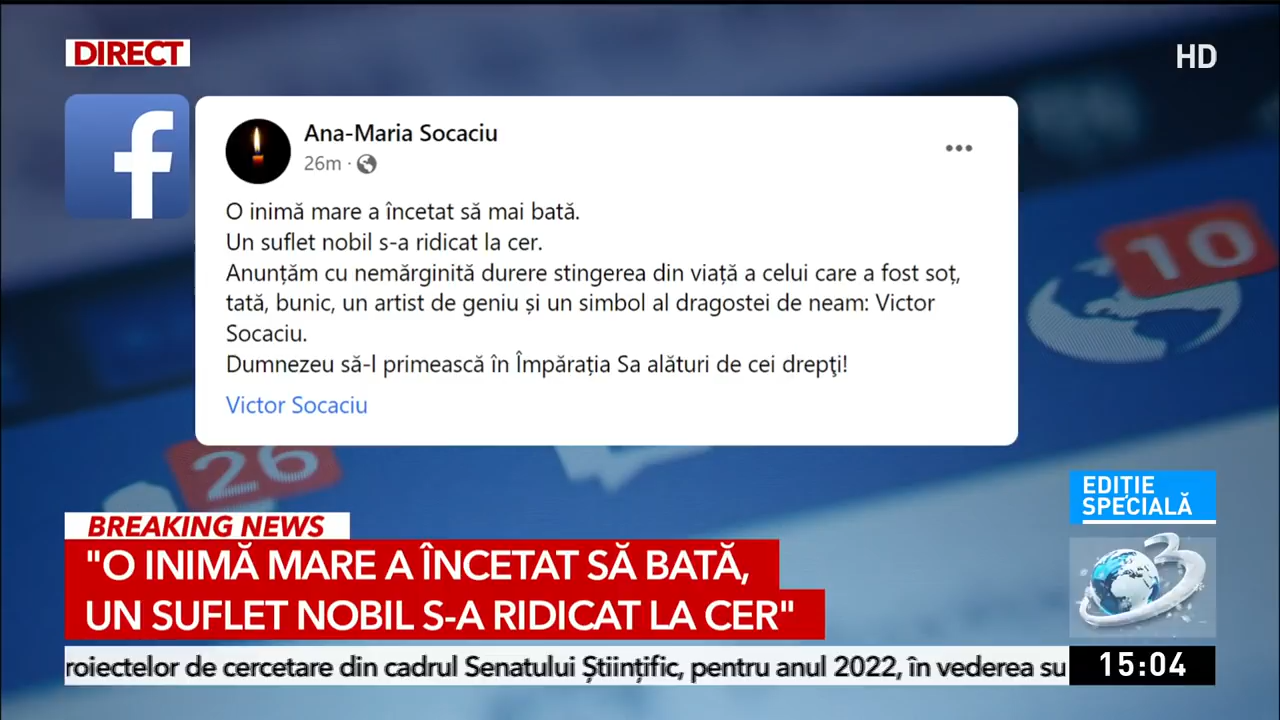 DIRECT
HD
f
Ana-Maria Socaciu
26m ·
O inimă mare a încetat să mai bată.
Un suflet nobil s-a ridicat la cer.
Anunțăm cu nemărginită durere stingerea din viață a celui care a fost soț,
tată, bunic, un artist de geniu și un simbol al dragostei de neam: Victor
Socaciu.
Dumnezeu să-l primească în Împărația Sa alături de cei drepţi!
Victor Socaciu
10
26
EDIȚIE
SPECIALĂ
BREAKING NEWS
"O INIMĂ MARE A ÎNCETAT SĂ BATĂ,
UN SUFLET NOBIL S-A RIDICAT LA CER"
3
roiectelor de cercetare din cadrul Senatului Științific, pentru anul 2022, în vederea su
15:04